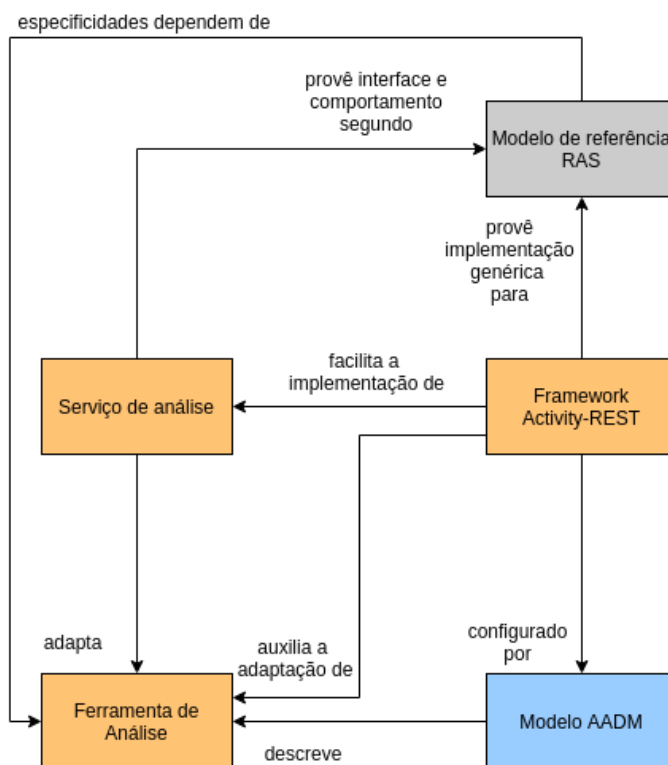 especificidades dependem de
provê interface e
comportamento
segundo
Modelo de referência
RAS
provê
implementação
genérica
para
facilita a
implementação de
Serviço de análise
Framework
Activity-REST
adapta
auxilia a
adaptação de
configurado
por
Ferramenta de
Análise
Modelo AADM
descreve